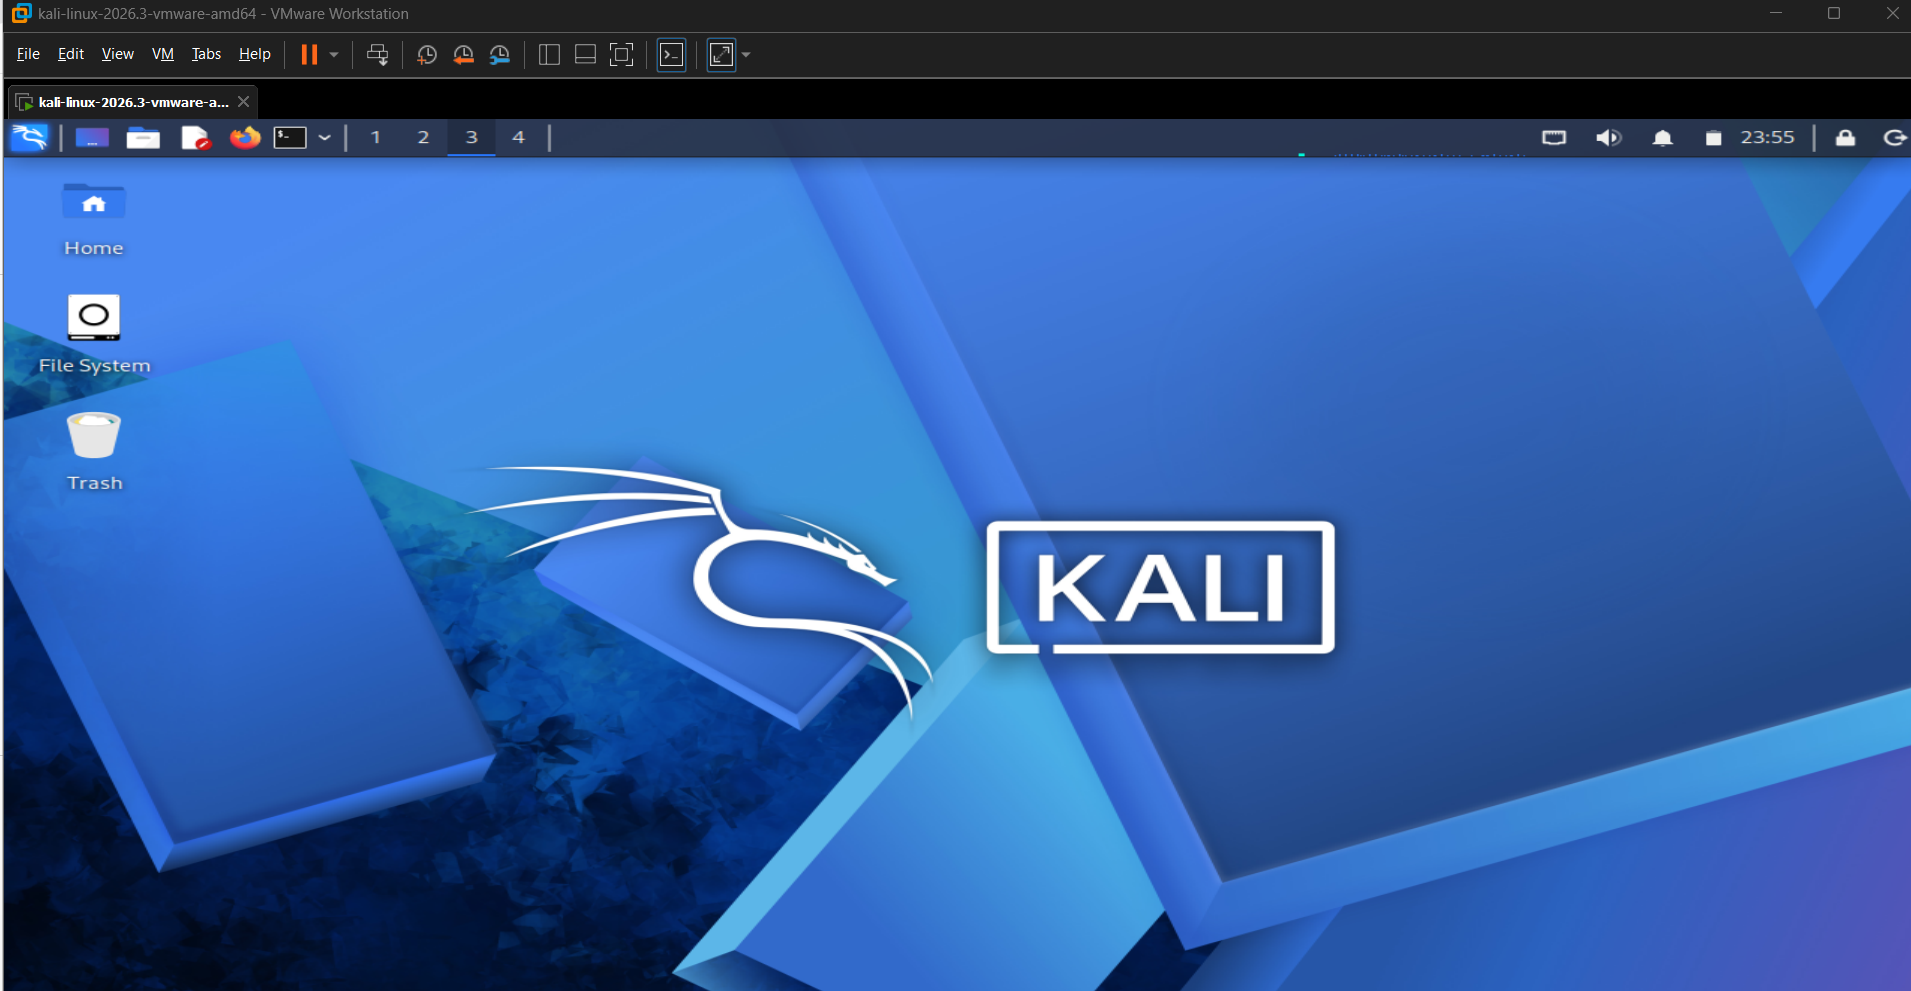 kali-linux-2026.3-vmware-amd64 - VMware Workstation
File Edit View VM Tabs Help
kali-linux-2026.3-vmware-a...
1 2 3 4 23:55
Home
File System
Trash
KALI